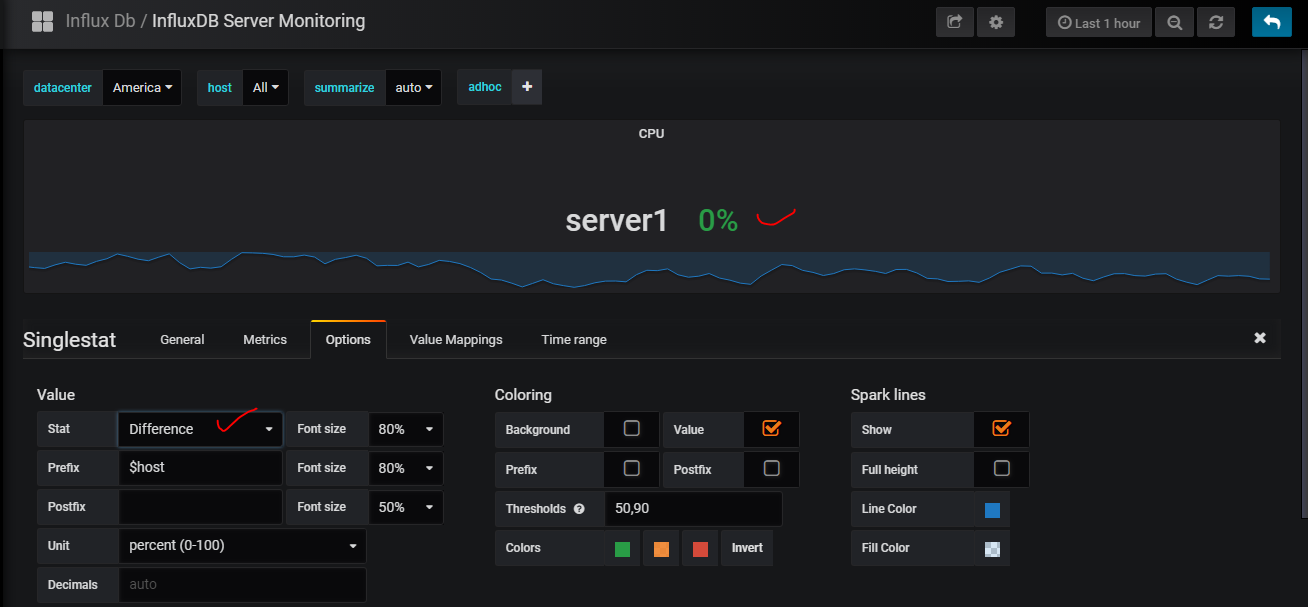 Influx Db / InfluxDB Server Monitoring
Last 1 hour
datacenter America host All summarize auto adhoc +
CPU
server1 0%
Singlestat General Metrics Options Value Mappings Time range
Value
Stat Difference Font size 80%
Prefix $host Font size 80%
Postfix Font size 50%
Unit percent (0-100)
Decimals auto
Coloring
Background Value
Prefix Postfix
Thresholds ? 50,90
Colors Invert
Spark lines
Show
Full height
Line Color
Fill Color